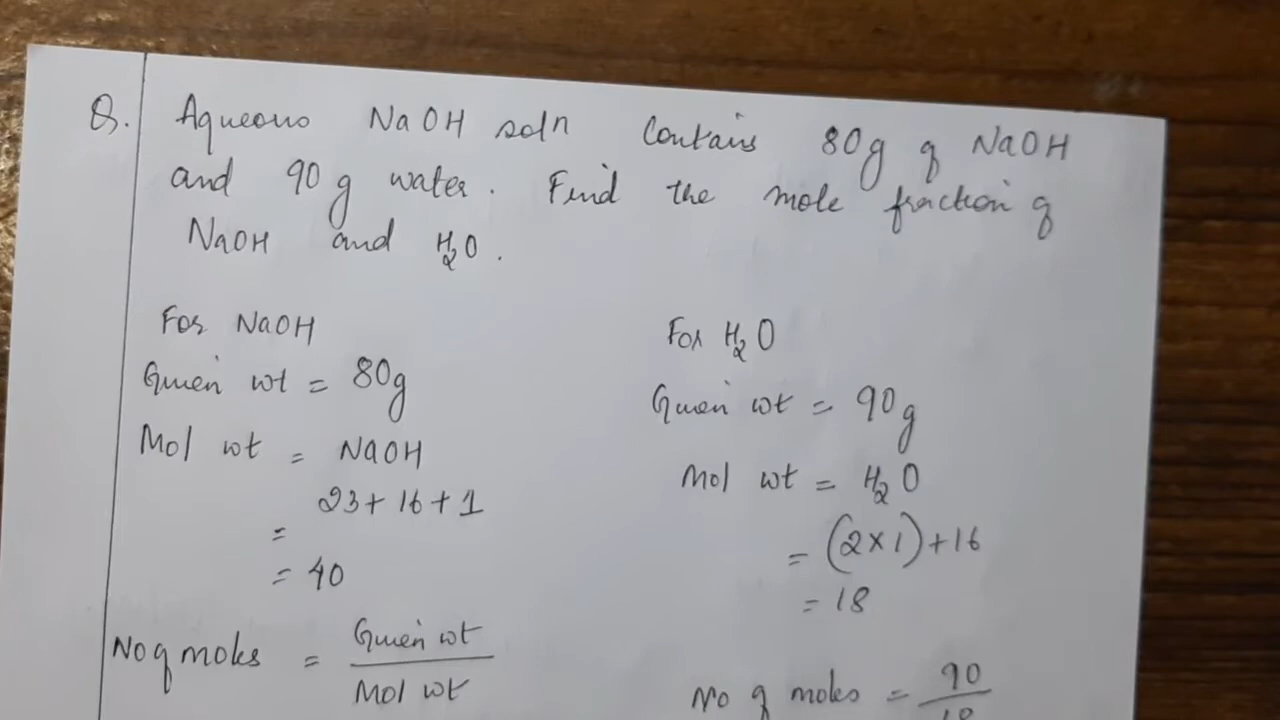 Q. Aqueous NaOH soln contains 80g of NaOH
and 90g water. Find the mole fraction of
NaOH and H₂O.
For NaOH
Given wt = 80g
Mol wt = NaOH
23+16+1
=
= 40
No of moles = Given wt / Mol wt
For H₂O
Given wt = 90g
Mol wt = H₂O
= (2×1)+16
= 18
No of moles = 90 / 18